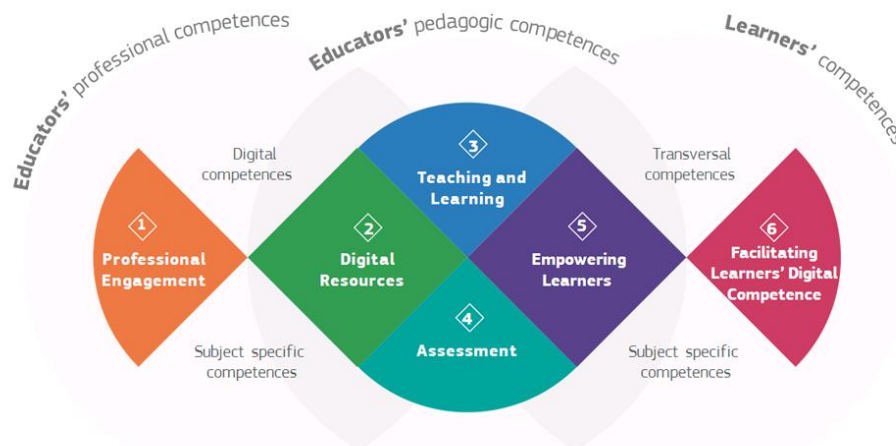 Educators' professional competences
Educators' pedagogic competences
Learners' competences
Digital
competences
Transversal
competences
1
Professional
Engagement
2
Digital
Resources
3
Teaching and
Learning
4
Assessment
5
Empowering
Learners
6
Facilitating
Learners' Digital
Competence
Subject specific
competences
Subject specific
competences